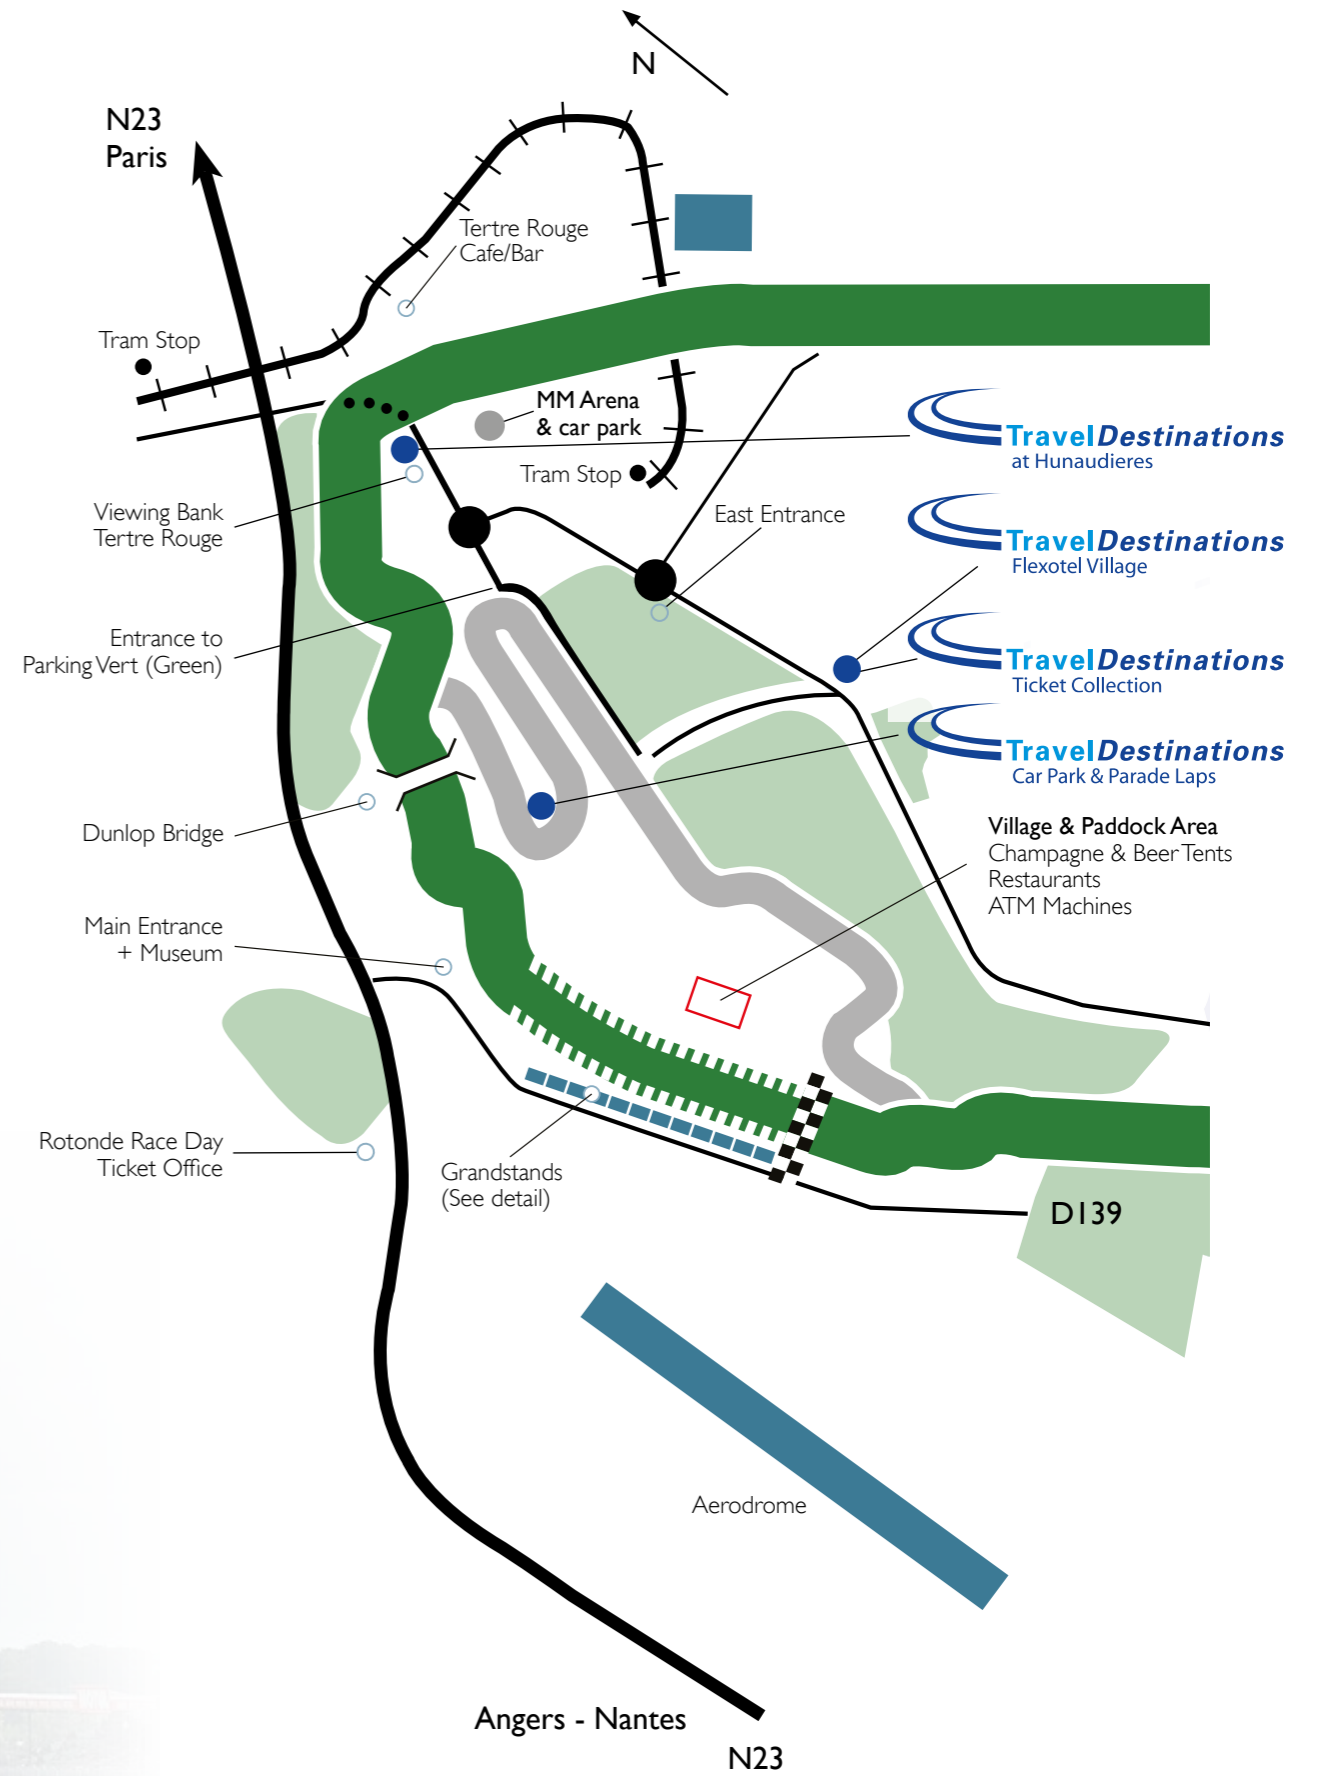 N
N23
Paris
Tertre Rouge
Cafe/Bar
Tram Stop
MM Arena
& car park
TravelDestinations
at Hunaudieres
Tram Stop
Viewing Bank
Tertre Rouge
East Entrance
TravelDestinations
Flexotel Village
Entrance to
Parking Vert (Green)
TravelDestinations
Ticket Collection
TravelDestinations
Car Park & Parade Laps
Dunlop Bridge
Village & Paddock Area
Champagne & Beer Tents
Restaurants
ATM Machines
Main Entrance
+ Museum
Rotonde Race Day
Ticket Office
Grandstands
(See detail)
D139
Aerodrome
Angers - Nantes
N23